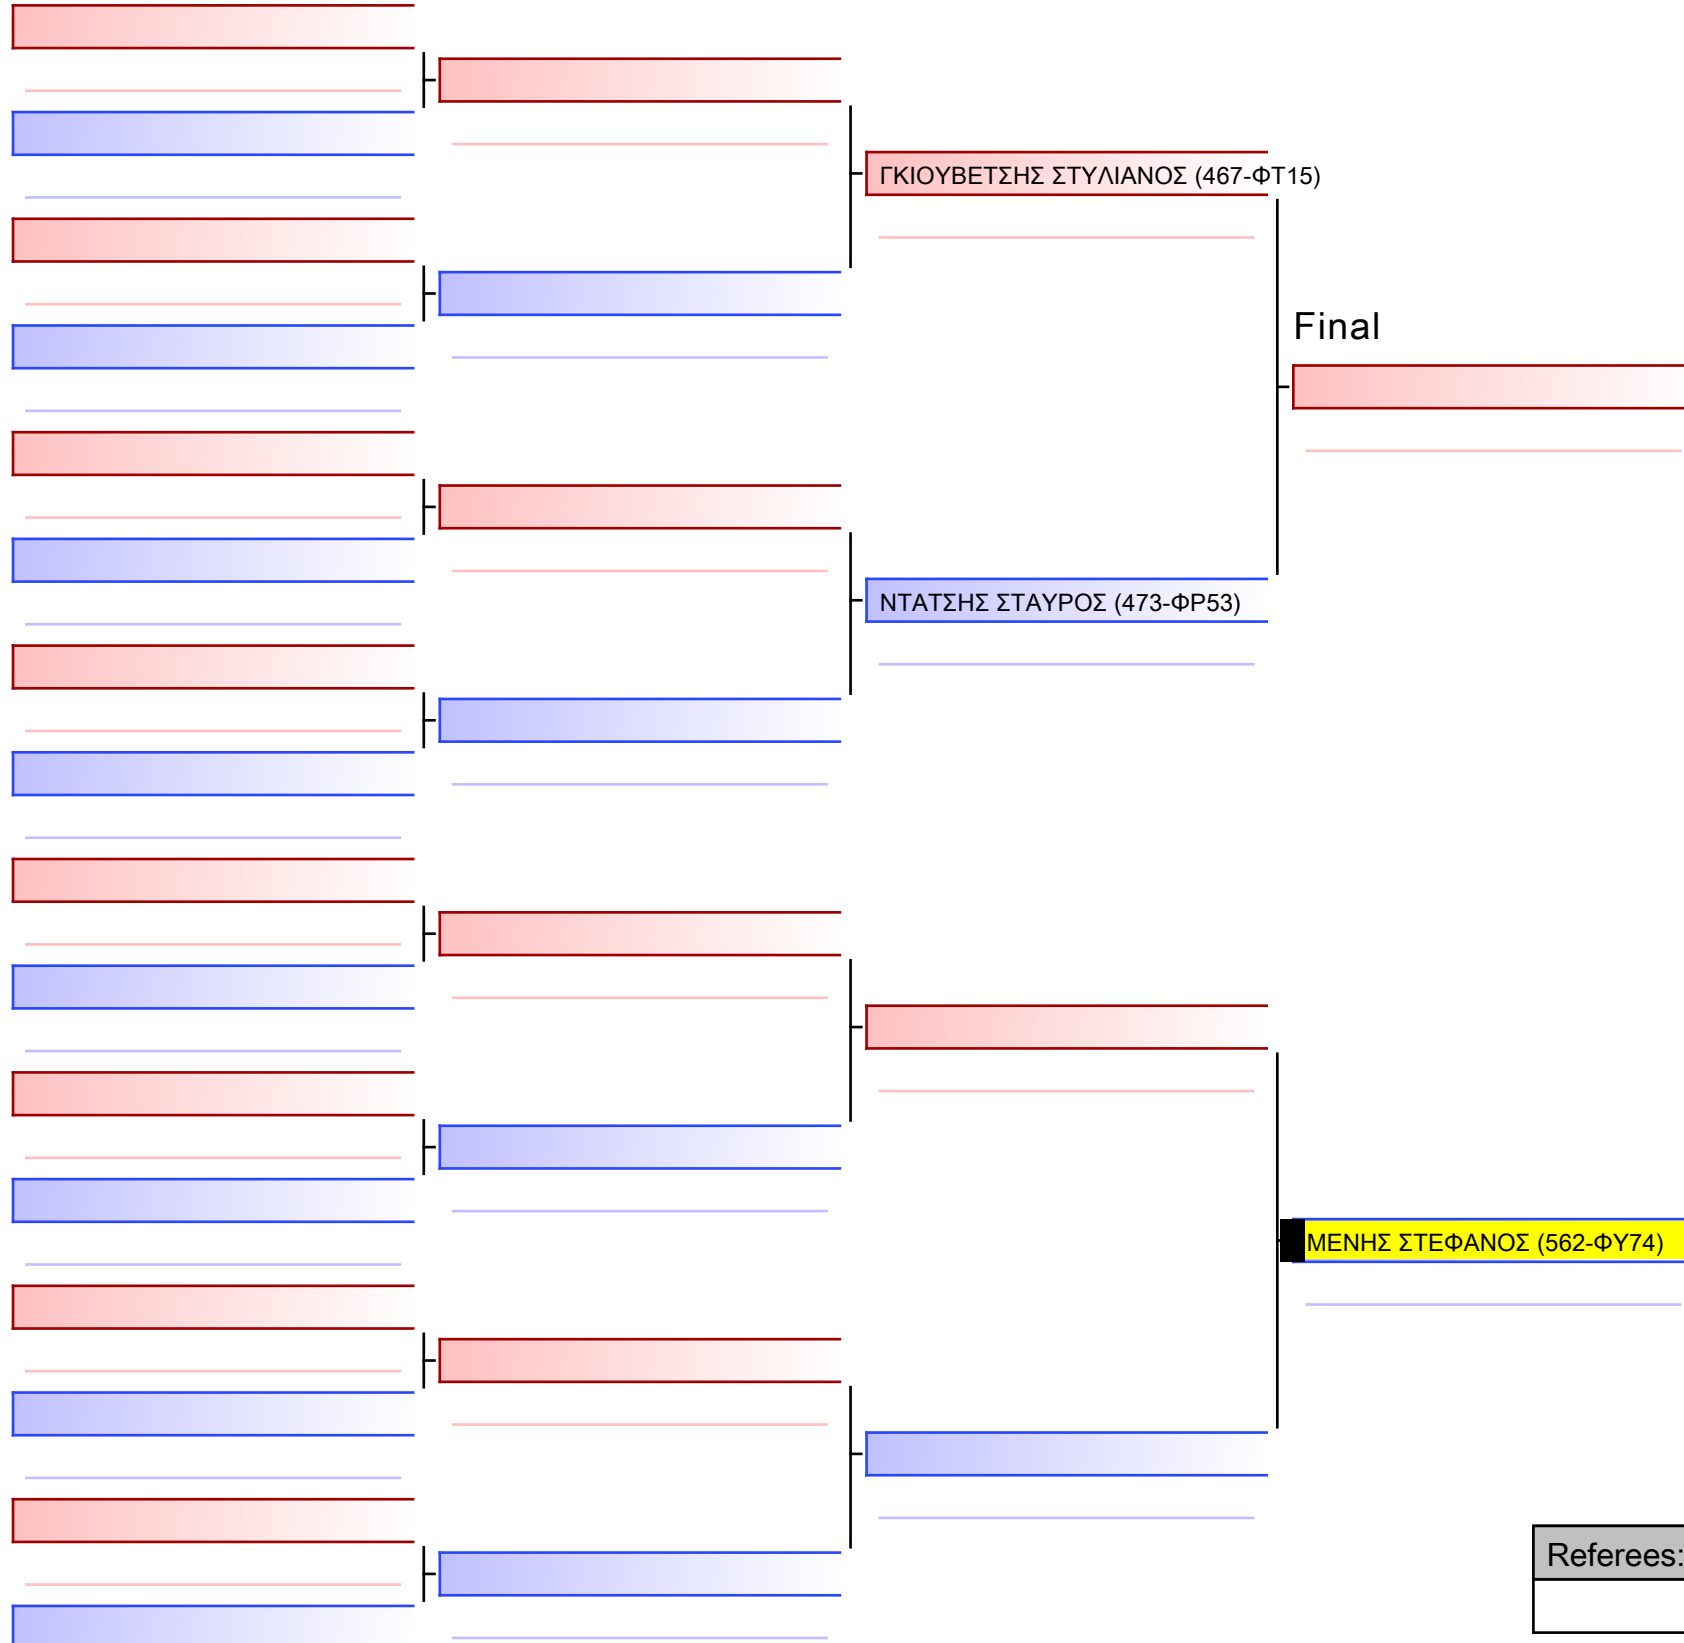 ΓΚΙΟΥΒΕΤΣΗΣ ΣΤΥΛΙΑΝΟΣ (467-ΦΤ15)
Final
ΝΤΑΤΣΗΣ ΣΤΑΥΡΟΣ (473-ΦΡ53)
ΜΕΝΗΣ ΣΤΕΦΑΝΟΣ (562-ΦΥ74)
Referees: